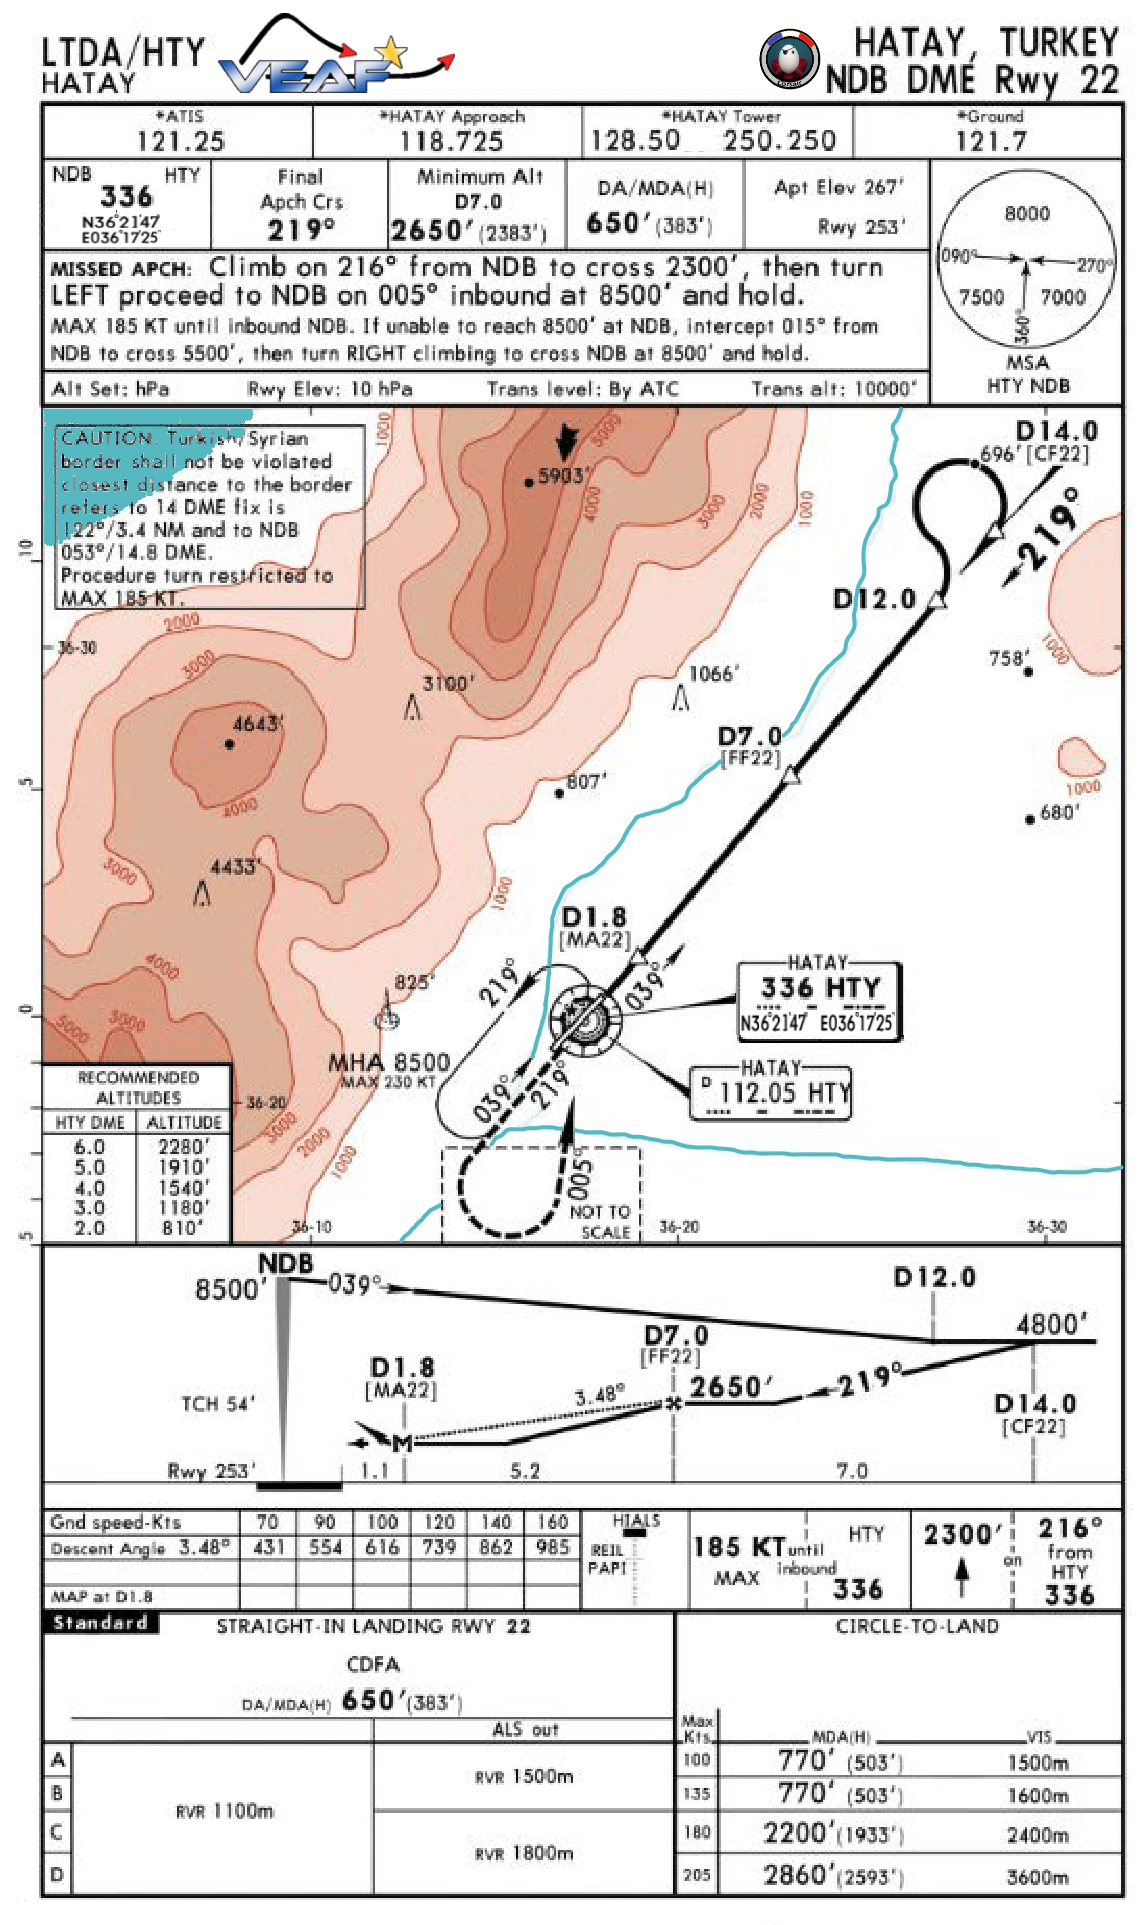 LTDA/HTY
HATAY
VEAF
HATAY, TURKEY
NDB DME Rwy 22
*ATIS
121.25
*HATAY Approach
118.725
*HATAY Tower
128.50 250.250
*Ground
121.7
NDB HTY
336
N36°21'47
E036°17'25
Final
Apch Crs
219°
Minimum Alt
D7.0
2650' (2383')
DA/MDA(H)
650' (383')
Apt Elev 267'
Rwy 253'
8000
090°
270°
7500
7000
360°
MSA
HTY NDB
MISSED APCH: Climb on 216° from NDB to cross 2300', then turn
LEFT proceed to NDB on 005° inbound at 8500' and hold.
MAX 185 KT until inbound NDB. If unable to reach 8500' at NDB, intercept 015° from
NDB to cross 5500', then turn RIGHT climbing to cross NDB at 8500' and hold.
Alt Set: hPa Rwy Elev: 10 hPa Trans level: By ATC Trans alt: 10000'
CAUTION: Turkish/Syrian
border shall not be violated
closest distance to the border
refers to 14 DME fix is
122°/3.4 NM and to NDB
053°/14.8 DME.
Procedure turn restricted to
MAX 185 KT.
1000
5000
5903'
4000
3000
2000
1000
D14.0
[CF22]
696'
219°
10
D12.0
2000
36-30
3000
1000
758'
3100'
1066'
4643'
D7.0
[FF22]
5
807'
4000
1000
680'
3000
4433'
1000
D1.8
[MA22]
4000
219°
039°
825'
HATAY
336 HTY
N36°21'47 E036°17'25
0
5000
5000
MHA 8500
MAX 230 KT
HATAY
D 112.05 HTY
039°
219°
RECOMMENDED
ALTITUDES
HTY DME ALTITUDE
6.0 2280'
5.0 1910'
4.0 1540'
3.0 1180'
2.0 810'
36-20
3000
2000
1000
005°
NOT TO
SCALE
5
36-10
36-20
36-30
NDB
8500'
039°
D12.0
4800'
D7.0
[FF22]
D1.8
[MA22]
3.48°
2650'
219°
D14.0
[CF22]
TCH 54'
M
Rwy 253'
1.1
5.2
7.0
Gnd speed-Kts 70 90 100 120 140 160
Descent Angle 3.48° 431 554 616 739 862 985
MAP at D1.8
HIALS
REIL
PAPI
185 KT until
MAX inbound
HTY
336
2300'
on
216°
from
HTY
336
Standard
STRAIGHT-IN LANDING RWY 22
CIRCLE-TO-LAND
CDFA
DA/MDA(H) 650' (383')
ALS out
Max
Kts
MDA(H)
VIS
A
B
C
D
RVR 1100m
RVR 1500m
RVR 1800m
100 770' (503') 1500m
135 770' (503') 1600m
180 2200' (1933') 2400m
205 2860' (2593') 3600m